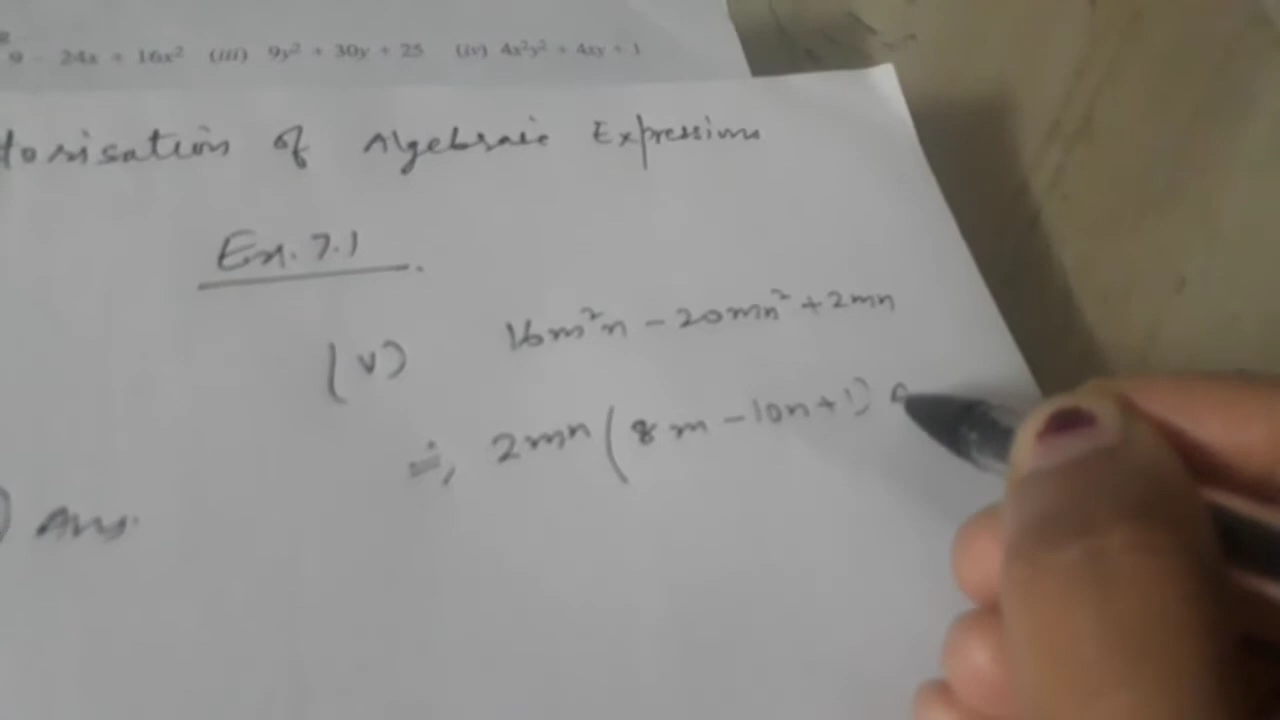 9 24x + 16x² (iii) 9y² + 30y + 25 (iv) 4x²y² + 4xy + 1
torisation of Algebraic Expressions
Ex. 7.1
(v) 16m²n - 20mn² + 2mn
=, 2mn (8m - 10n + 1)
) Ans.